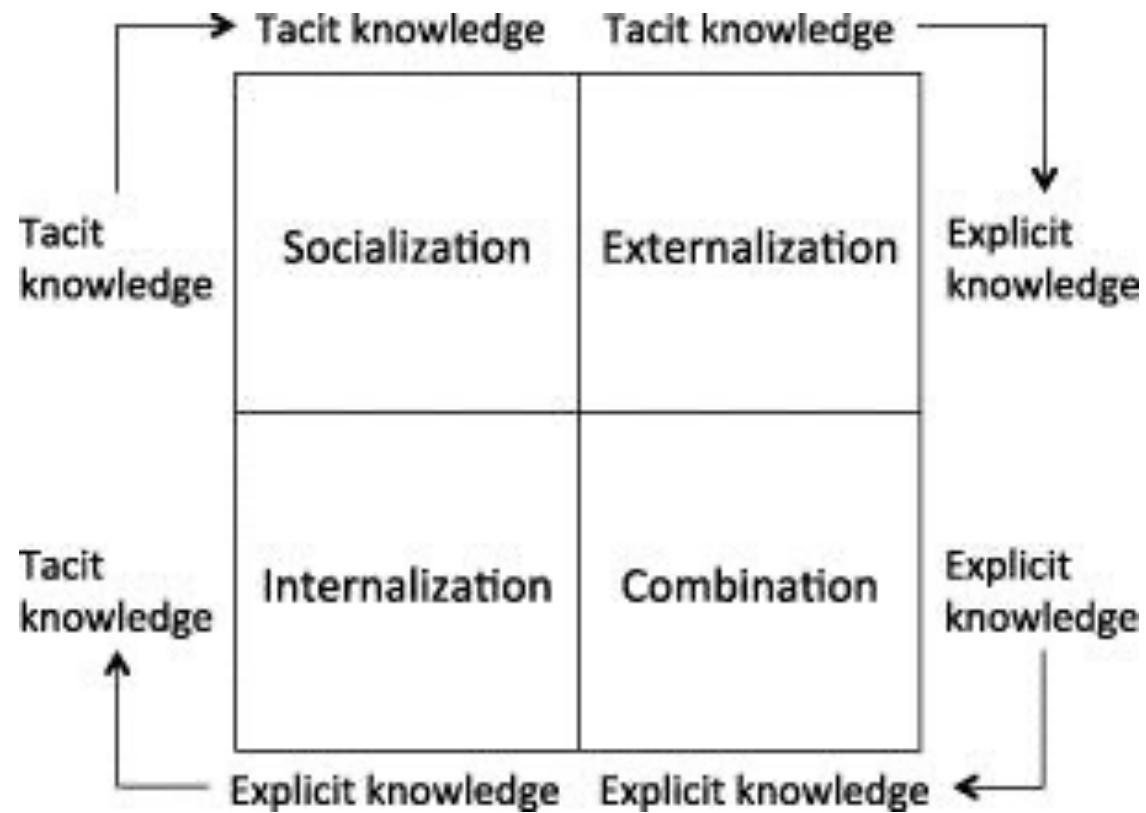 Tacit knowledge Tacit knowledge
Tacit
knowledge
Socialization
Externalization
Explicit
knowledge
Tacit
knowledge
Internalization
Combination
Explicit
knowledge
Explicit knowledge Explicit knowledge